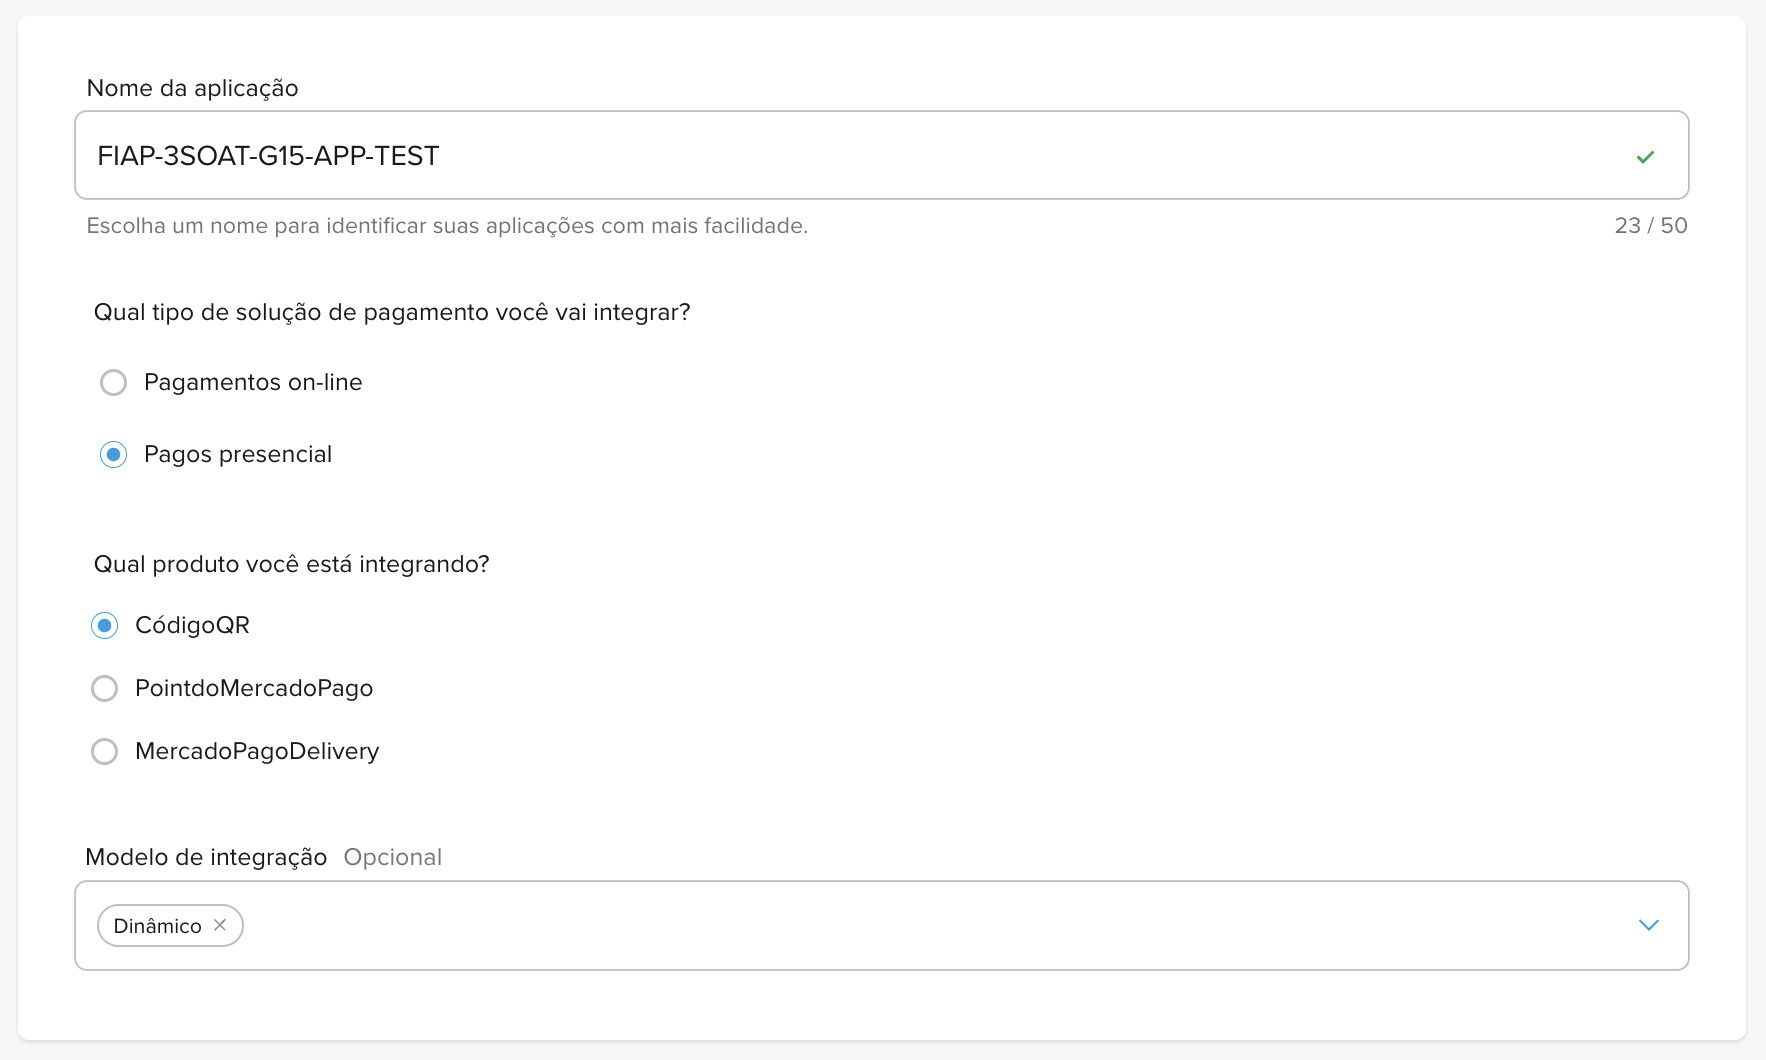 Nome da aplicação
FIAP-3SOAT-G15-APP-TEST
Escolha um nome para identificar suas aplicações com mais facilidade. 23 / 50
Qual tipo de solução de pagamento você vai integrar?
Pagamentos on-line
Pagos presencial
Qual produto você está integrando?
CódigoQR
PointdoMercadoPago
MercadoPagoDelivery
Modelo de integração Opcional
Dinâmico